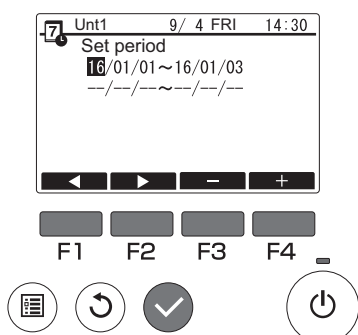 7 Unt1 9/ 4 FRI 14:30
Set period
16/01/01~16/01/03
--/--/--~--/--/--
− +
F1 F2 F3 F4